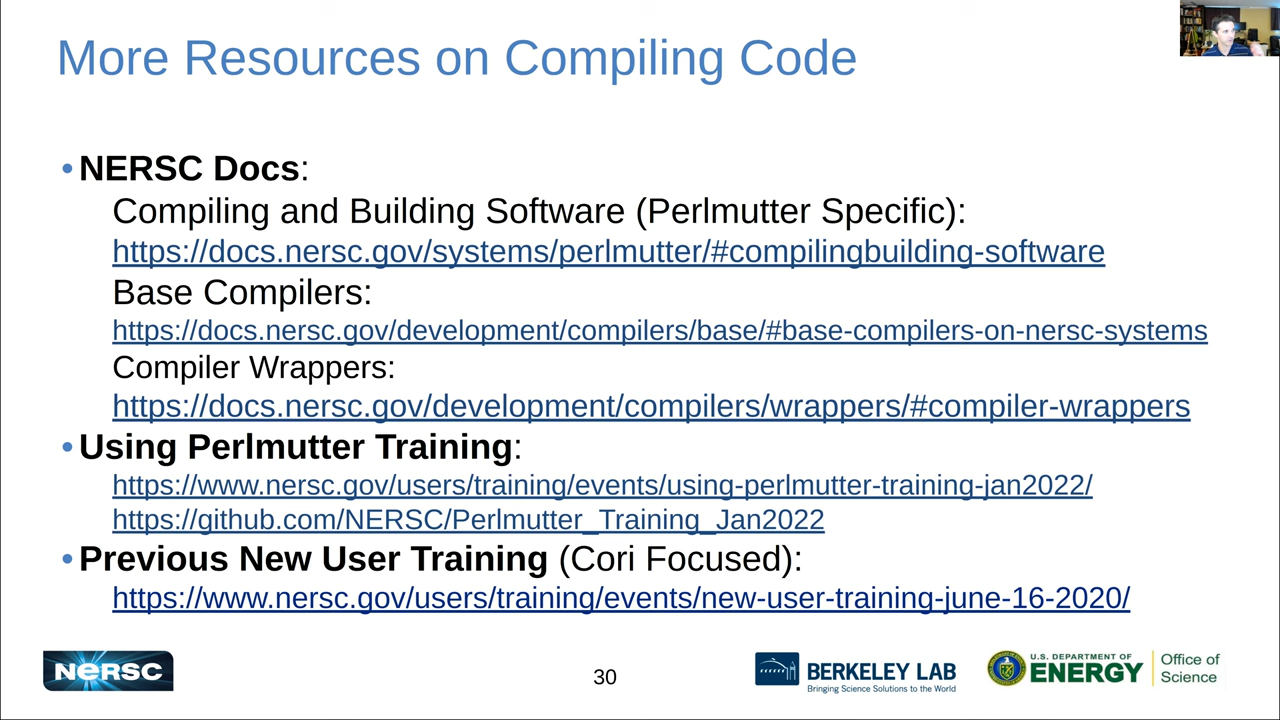 More Resources on Compiling Code
•NERSC Docs:
Compiling and Building Software (Perlmutter Specific):
https://docs.nersc.gov/systems/perlmutter/#compilingbuilding-software
Base Compilers:
https://docs.nersc.gov/development/compilers/base/#base-compilers-on-nersc-systems
Compiler Wrappers:
https://docs.nersc.gov/development/compilers/wrappers/#compiler-wrappers
•Using Perlmutter Training:
https://www.nersc.gov/users/training/events/using-perlmutter-training-jan2022/
https://github.com/NERSC/Perlmutter_Training_Jan2022
•Previous New User Training (Cori Focused):
https://www.nersc.gov/users/training/events/new-user-training-june-16-2020/
NERSC
30
BERKELEY LAB
Bringing Science Solutions to the World
U.S. DEPARTMENT OF
ENERGY
Office of
Science